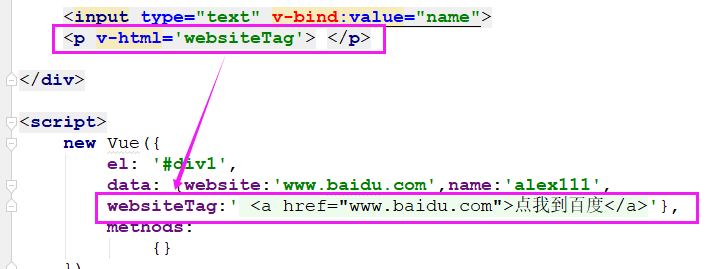 <input type="text" v-bind:value="name">
<p v-html='websiteTag'> </p>
</div>
<script>
new Vue({
el: '#div1',
data: {website:'www.baidu.com',name:'alex111',
websiteTag:' <a href="www.baidu.com">点我到百度</a>'},
methods:
{}
})